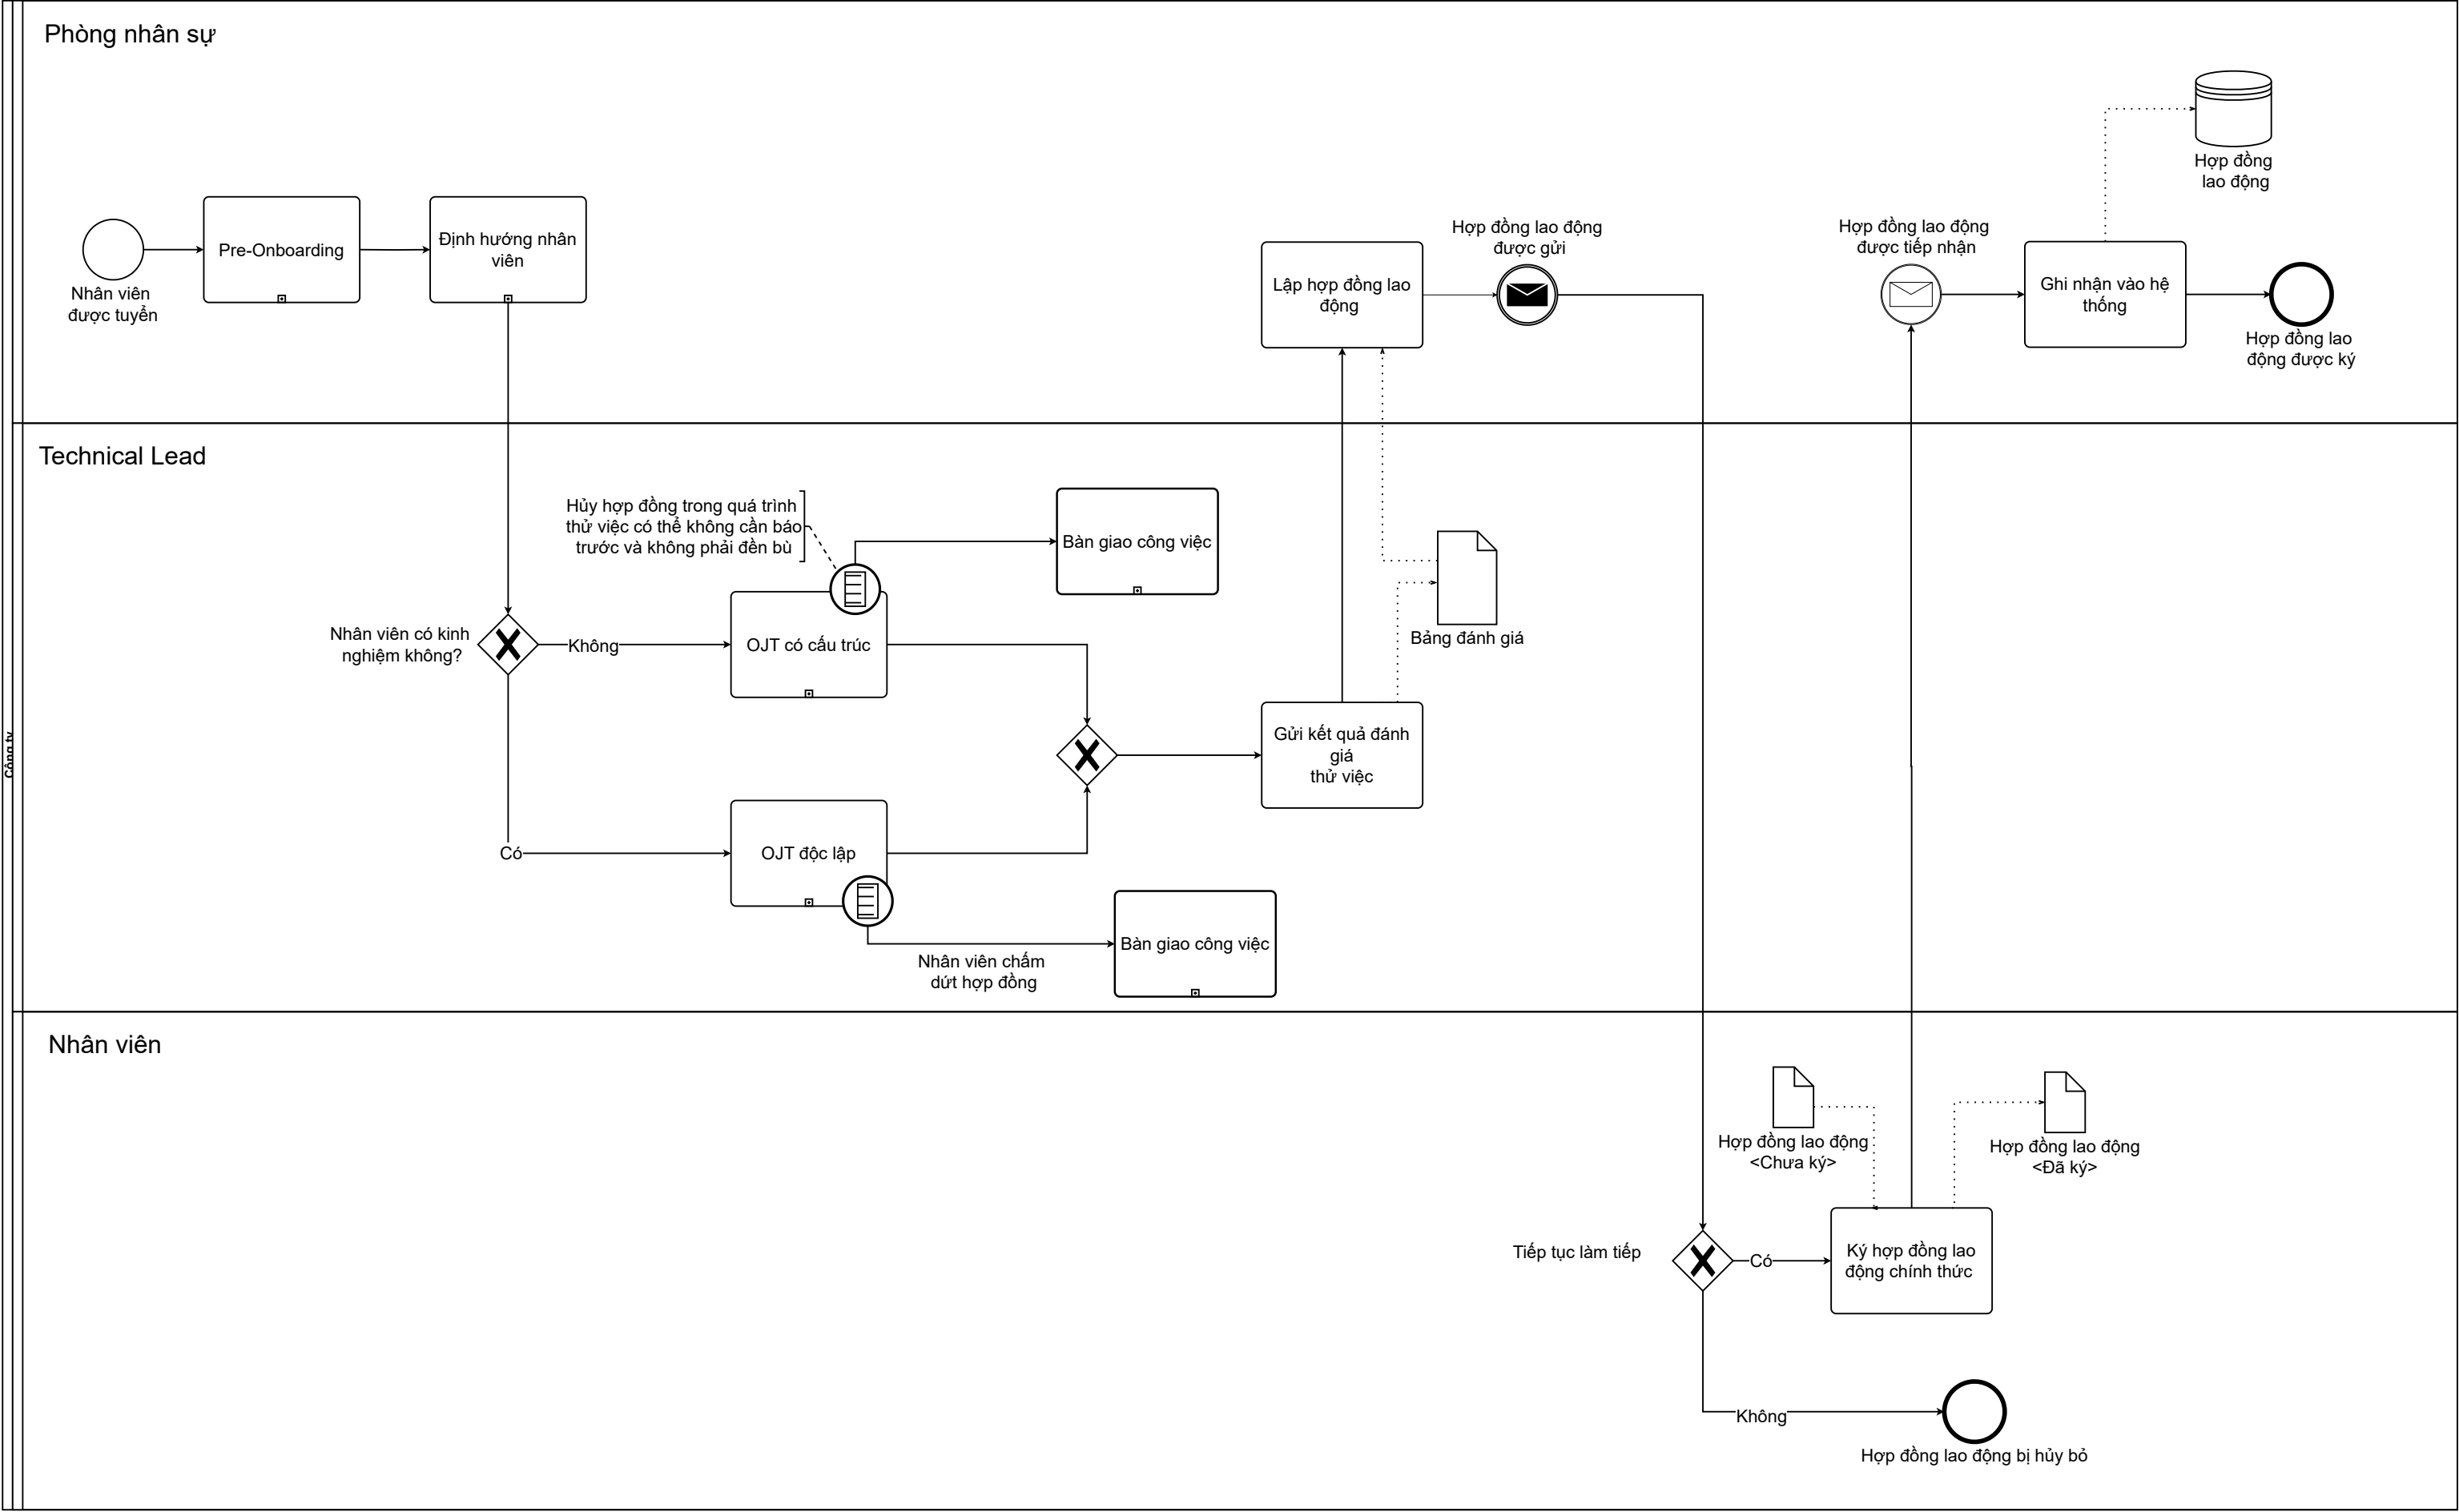 Công ty
Phòng nhân sự
Nhân viên
được tuyển
Pre-Onboarding
Định hướng nhân
viên
Lập hợp đồng lao
động
Hợp đồng lao động
được gửi
Hợp đồng lao động
được tiếp nhận
Ghi nhận vào hệ
thống
Hợp đồng
lao động
Hợp đồng lao
động được ký
Technical Lead
Nhân viên có kinh
nghiệm không?
Không
Có
Hủy hợp đồng trong quá trình
thử việc có thể không cần báo
trước và không phải đền bù
OJT có cấu trúc
Bàn giao công việc
OJT độc lập
Nhân viên chấm
dứt hợp đồng
Bàn giao công việc
Gửi kết quả đánh
giá
thử việc
Bảng đánh giá
Nhân viên
Tiếp tục làm tiếp
Có
Không
Hợp đồng lao động
<Chưa ký>
Hợp đồng lao động
<Đã ký>
Ký hợp đồng lao
động chính thức
Hợp đồng lao động bị hủy bỏ